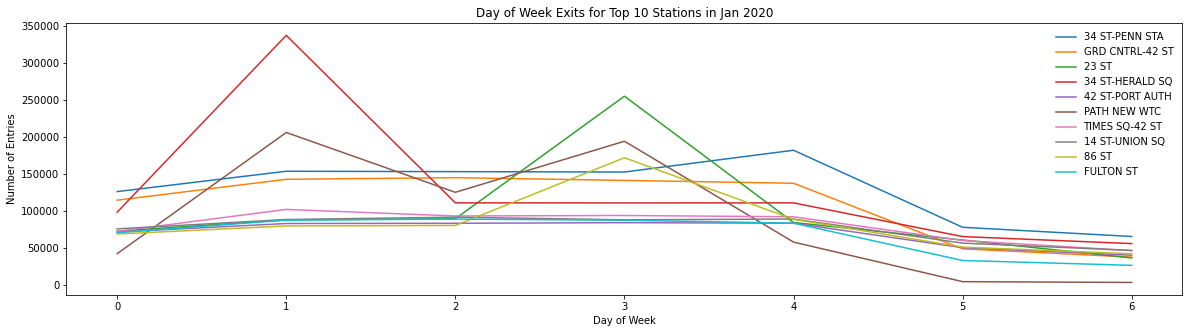 Day of Week Exits for Top 10 Stations in Jan 2020
Number of Entries
350000
300000
250000
200000
150000
100000
50000
0
0 1 2 3 4 5 6
Day of Week
34 ST-PENN STA
GRD CNTRL-42 ST
23 ST
34 ST-HERALD SQ
42 ST-PORT AUTH
PATH NEW WTC
TIMES SQ-42 ST
14 ST-UNION SQ
86 ST
FULTON ST